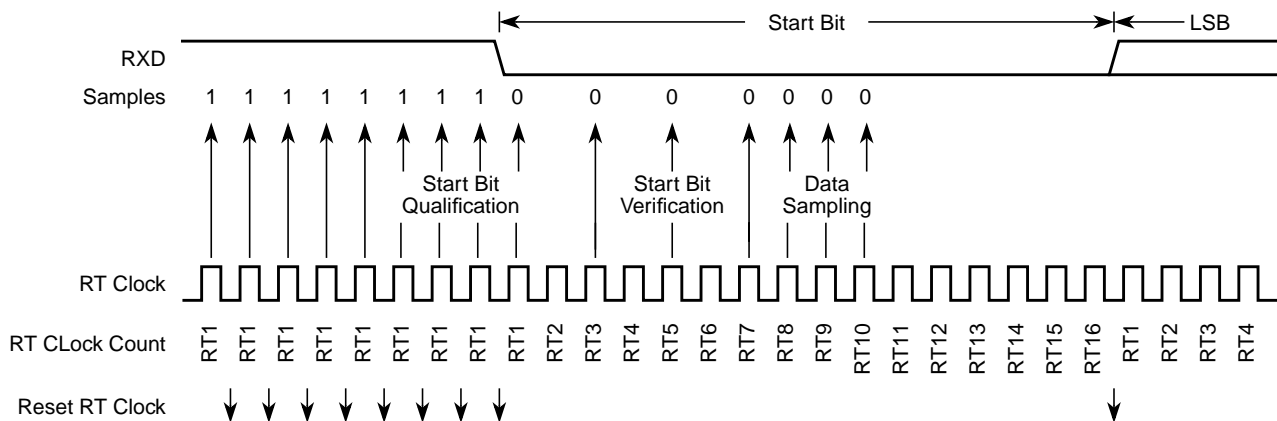 Start Bit LSB
RXD
Samples 1 1 1 1 1 1 1 1 0 0 0 0 0 0 0
Start Bit Qualification Start Bit Verification Data Sampling
RT Clock
RT CLock Count RT1 RT1 RT1 RT1 RT1 RT1 RT1 RT1 RT1 RT2 RT3 RT4 RT5 RT6 RT7 RT8 RT9 RT10 RT11 RT12 RT13 RT14 RT15 RT16 RT1 RT2 RT3 RT4
Reset RT Clock